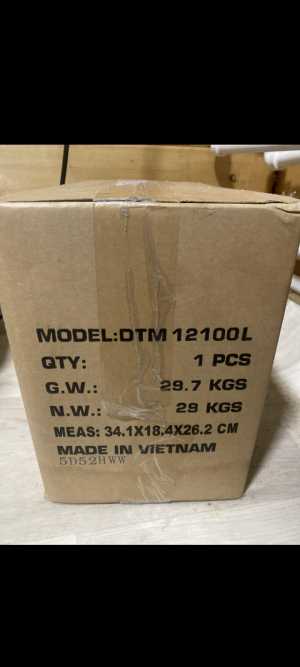 MODEL:DTM 12100L
QTY: 1 PCS
G.W.: 29.7 KGS
N.W.: 29 KGS
MEAS: 34.1X18.4X26.2 CM
MADE IN VIETNAM
5D52HWW